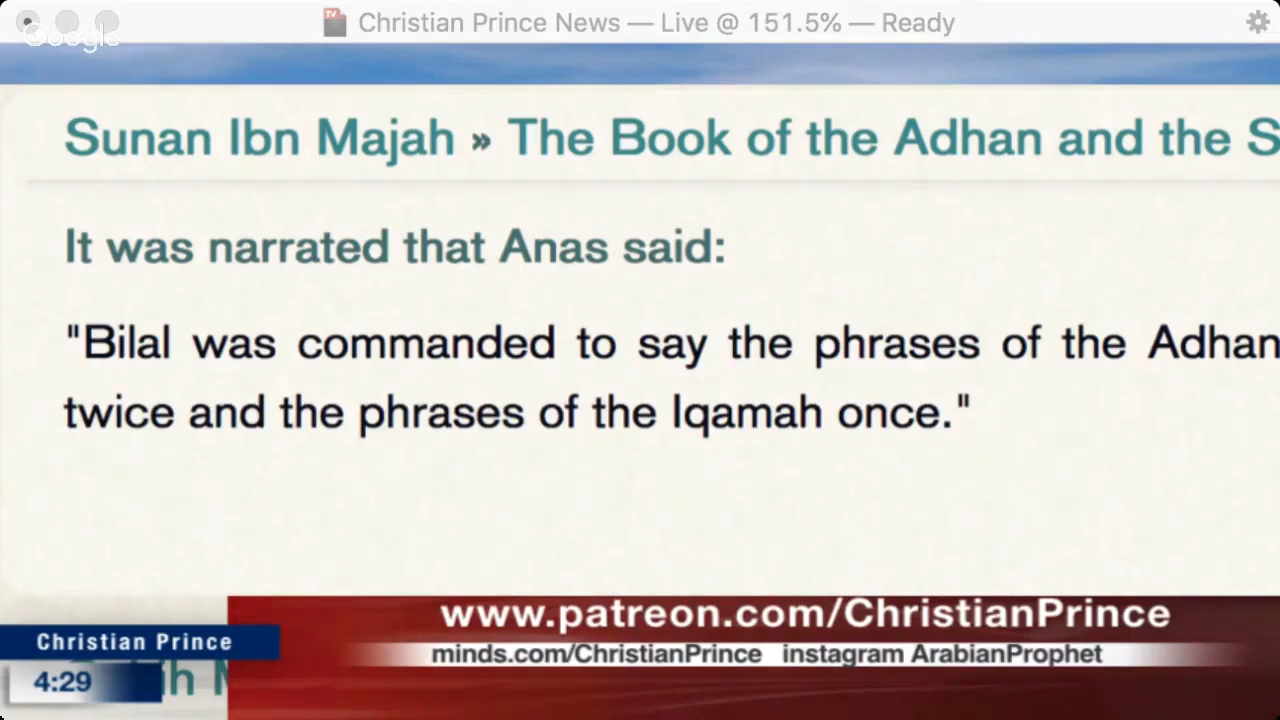 Christian Prince News — Live @ 151.5% — Ready
Google
Sunan Ibn Majah » The Book of the Adhan and the S
It was narrated that Anas said:
"Bilal was commanded to say the phrases of the Adhan
twice and the phrases of the Iqamah once."
www.patreon.com/ChristianPrince
Christian Prince
minds.com/ChristianPrince instagram ArabianProphet
4:29